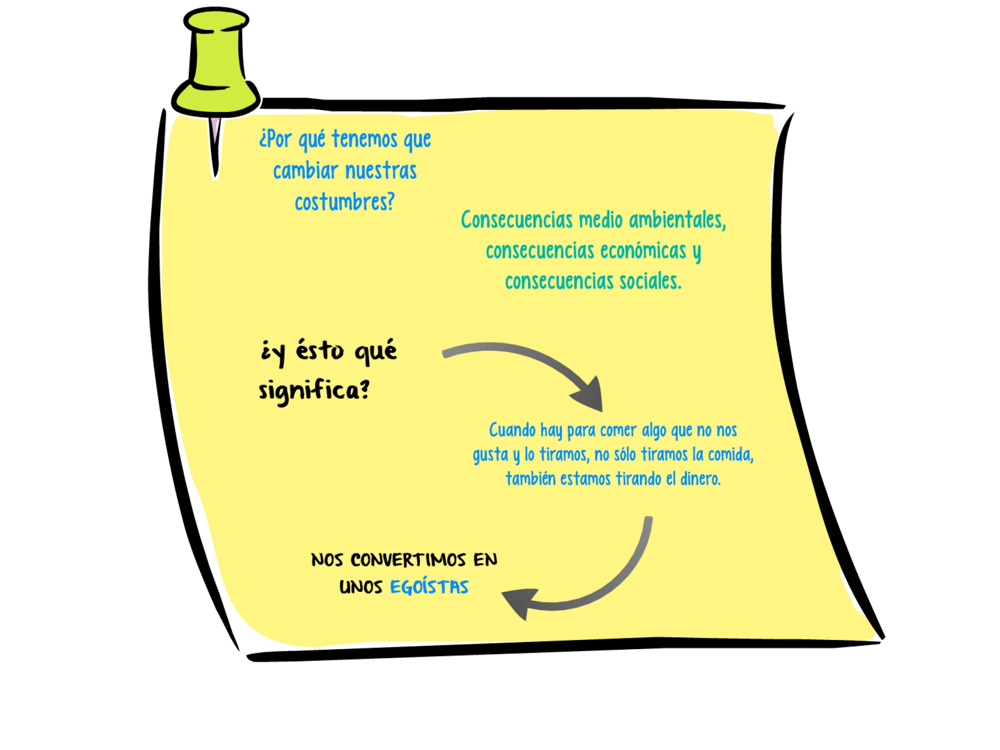 ¿Por qué tenemos que
cambiar nuestras
costumbres?
Consecuencias medio ambientales,
consecuencias económicas y
consecuencias sociales.
¿y ésto qué
significa?
Cuando hay para comer algo que no nos
gusta y lo tiramos, no sólo tiramos la comida,
también estamos tirando el dinero.
NOS CONVERTIMOS EN
UNOS EGOÍSTAS